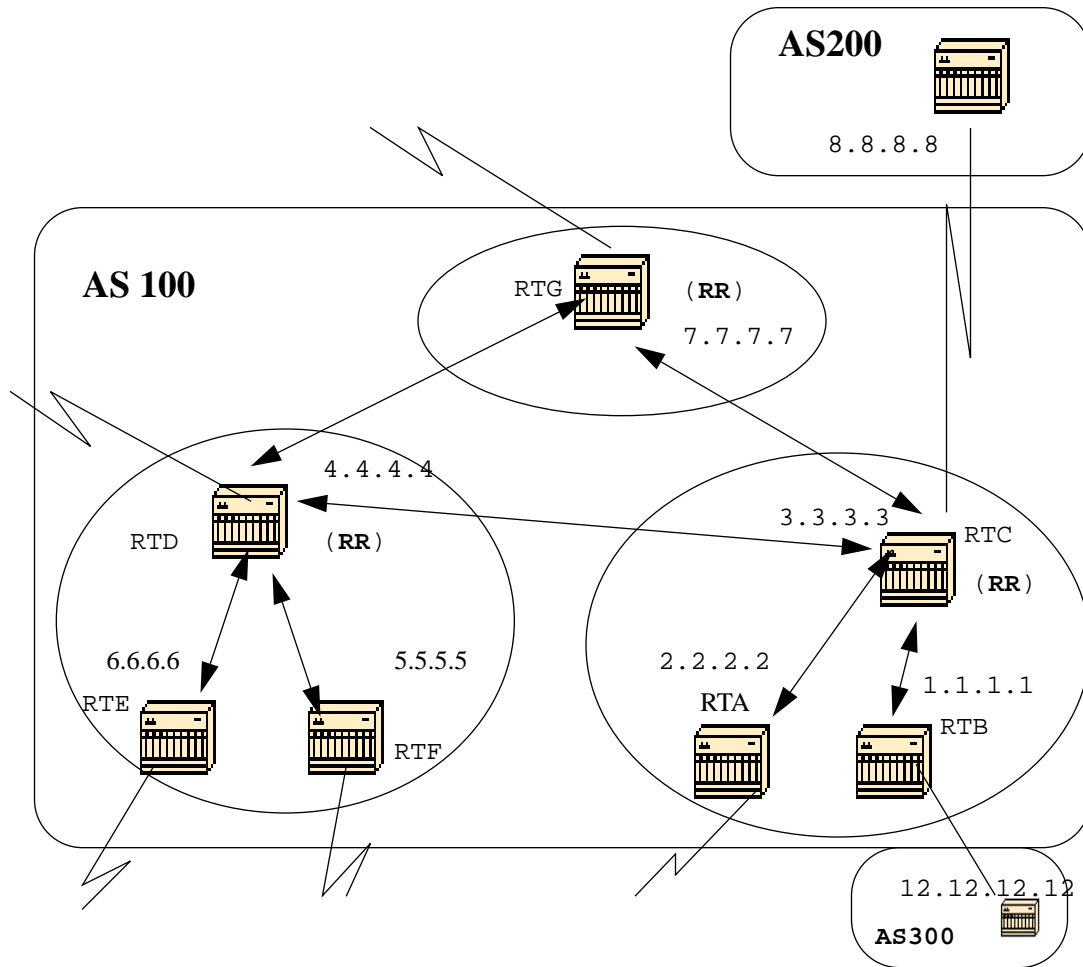 AS200
8.8.8.8
AS 100
RTG
(RR)
7.7.7.7
4.4.4.4
RTD
(RR)
3.3.3.3
RTC
(RR)
6.6.6.6
5.5.5.5
RTE
RTF
2.2.2.2
RTA
1.1.1.1
RTB
12.12.12.12
AS300